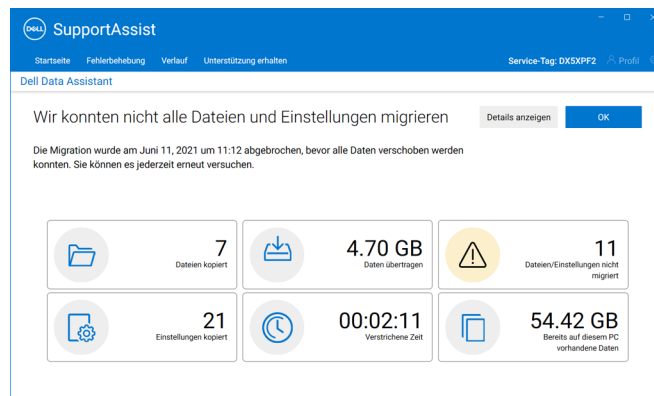 DELL SupportAssist
Startseite Fehlerbehebung Verlauf Unterstützung erhalten Service-Tag: DX5XPF2 Profil
Dell Data Assistant
Wir konnten nicht alle Dateien und Einstellungen migrieren Details anzeigen OK
Die Migration wurde am Juni 11, 2021 um 11:12 abgebrochen, bevor alle Daten verschoben werden
konnten. Sie können es jederzeit erneut versuchen.
7
Dateien kopiert
4.70 GB
Daten übertragen
11
Dateien/Einstellungen nicht
migriert
21
Einstellungen kopiert
00:02:11
Verstrichene Zeit
54.42 GB
Bereits auf diesem PC
vorhandene Daten